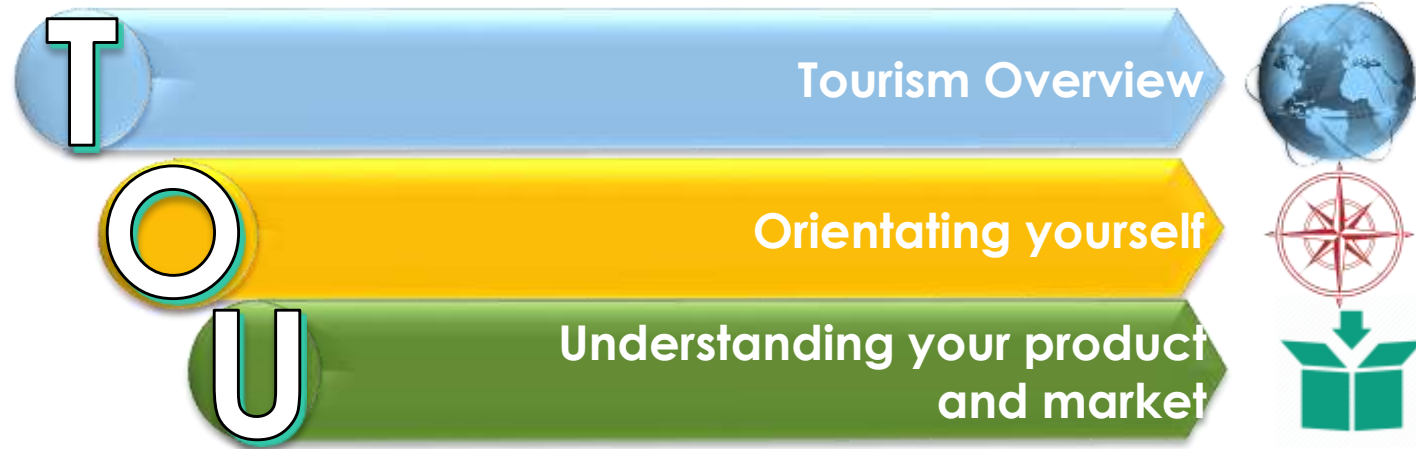 T
Tourism Overview
O
Orientating yourself
U
Understanding your product
and market